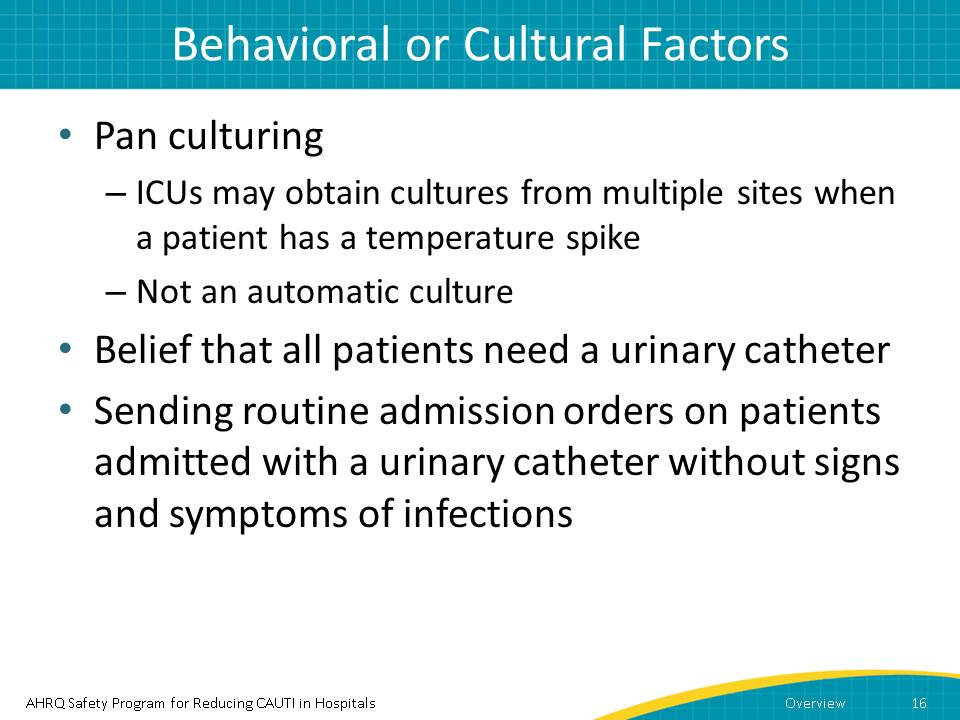 Behavioral or Cultural Factors
• Pan culturing
– ICUs may obtain cultures from multiple sites when
a patient has a temperature spike
– Not an automatic culture
• Belief that all patients need a urinary catheter
• Sending routine admission orders on patients
admitted with a urinary catheter without signs
and symptoms of infections
AHRQ Safety Program for Reducing CAUTI in Hospitals
Overview
16